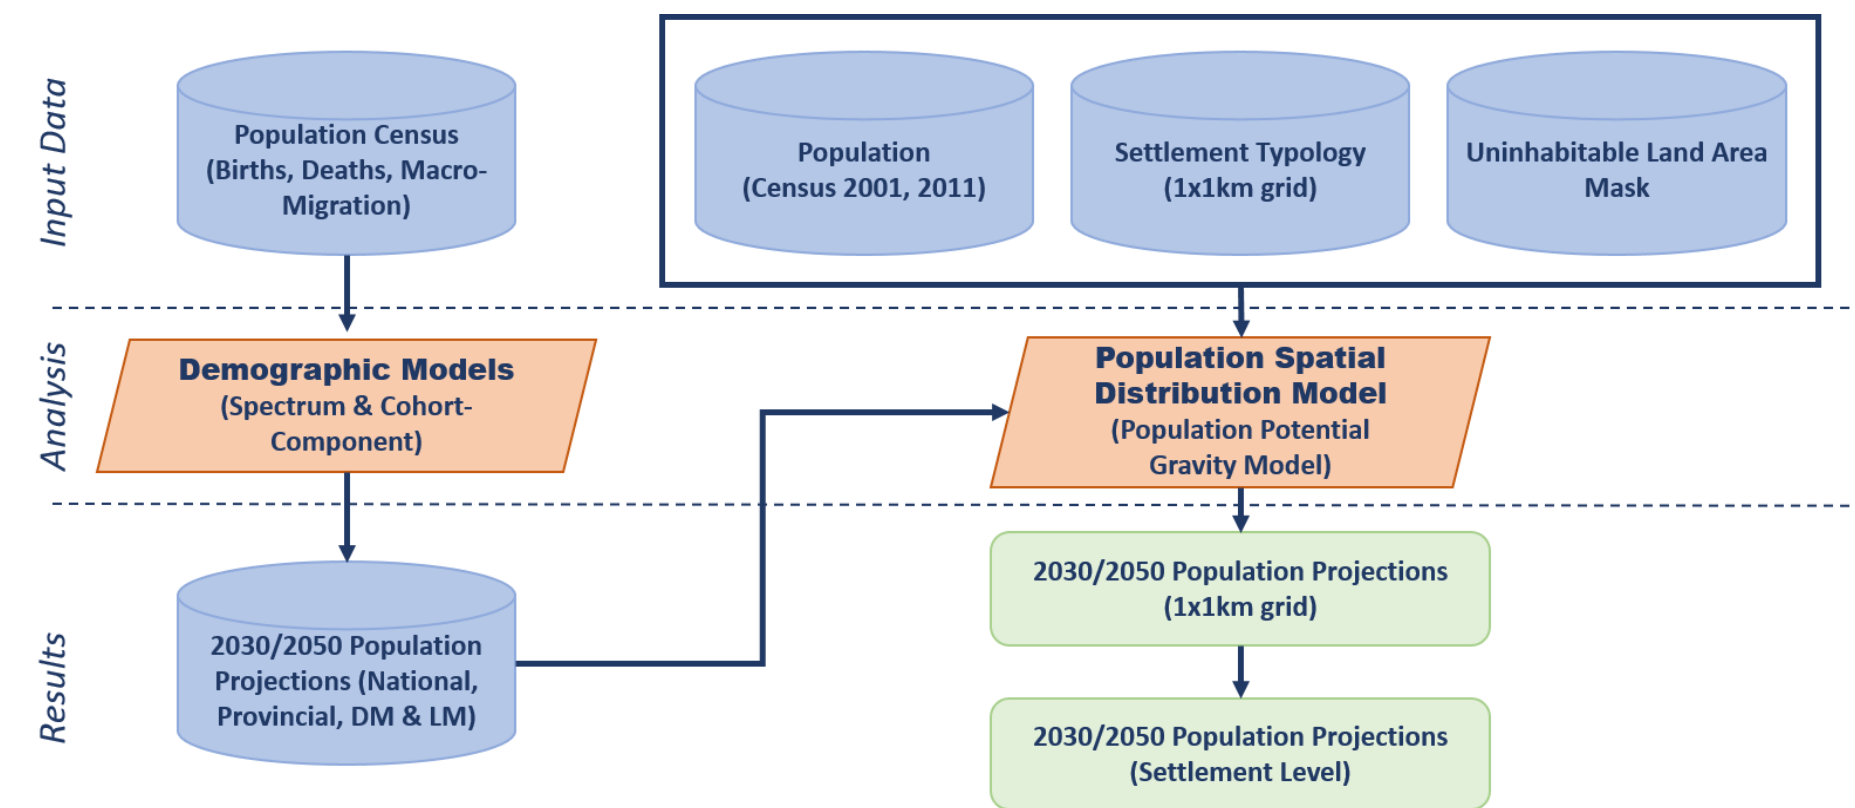 Input Data
Population Census
(Births, Deaths, Macro-
Migration)
Population
(Census 2001, 2011)
Settlement Typology
(1x1km grid)
Uninhabitable Land Area
Mask
Analysis
Demographic Models
(Spectrum & Cohort-
Component)
Population Spatial
Distribution Model
(Population Potential
Gravity Model)
Results
2030/2050 Population
Projections (National,
Provincial, DM & LM)
2030/2050 Population Projections
(1x1km grid)
2030/2050 Population Projections
(Settlement Level)